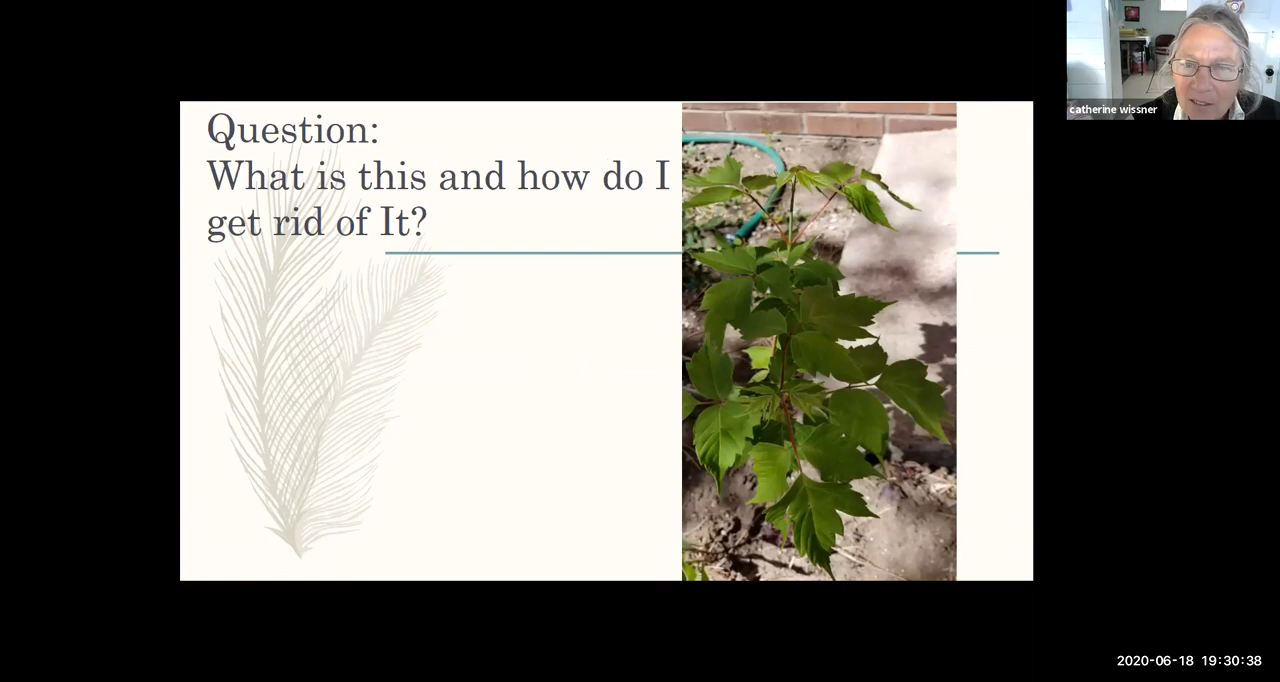 Question:
What is this and how do I
get rid of It?
catherine wissner
2020-06-18 19:30:38